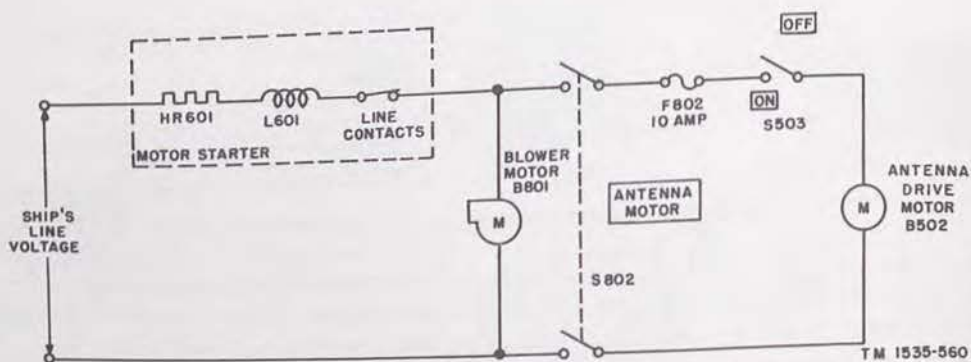 OFF
HR601
L601
LINE
CONTACTS
MOTOR STARTER
F802
10 AMP
ON
S503
BLOWER
MOTOR
B801
M
ANTENNA
MOTOR
ANTENNA
DRIVE
MOTOR
B502
M
SHIP'S
LINE
VOLTAGE
S802
TM 1535-560